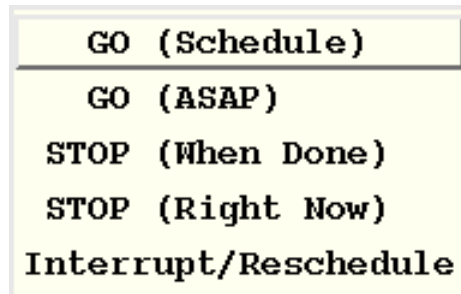 GO (Schedule)
GO (ASAP)
STOP (When Done)
STOP (Right Now)
Interrupt/Reschedule